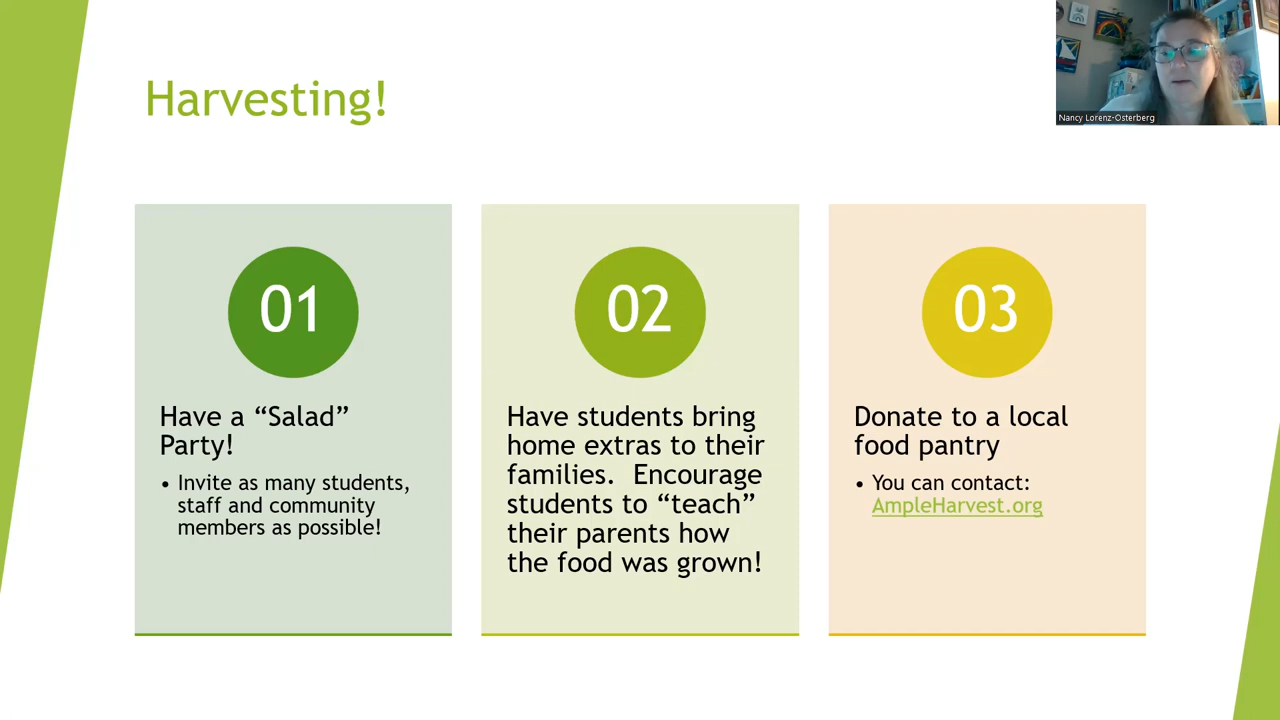 Harvesting!
Nancy Lorenz-Osterberg
01
Have a “Salad”
Party!
• Invite as many students,
staff and community
members as possible!
02
Have students bring
home extras to their
families.  Encourage
students to “teach”
their parents how
the food was grown!
03
Donate to a local
food pantry
• You can contact:
AmpleHarvest.org